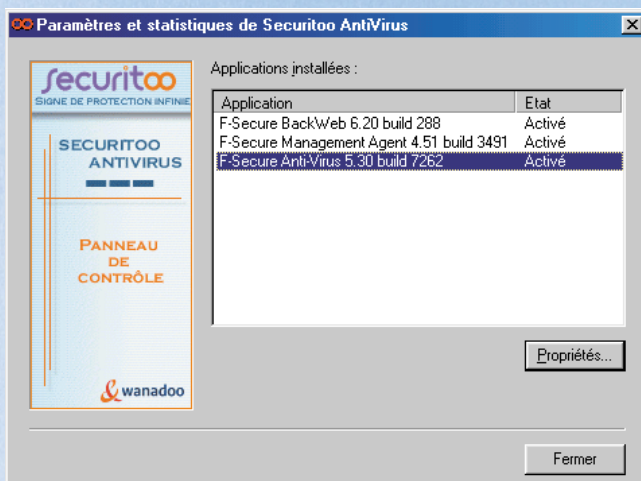 Paramètres et statistiques de Securitoo AntiVirus
securitoo
SIGNE DE PROTECTION INFINIE
SECURITOO
ANTIVIRUS
PANNEAU
DE
CONTRÔLE
& wanadoo
Applications installées :
Application Etat
F-Secure BackWeb 6.20 build 288 Activé
F-Secure Management Agent 4.51 build 3491 Activé
F-Secure Anti-Virus 5.30 build 7262 Activé
Propriétés...
Fermer